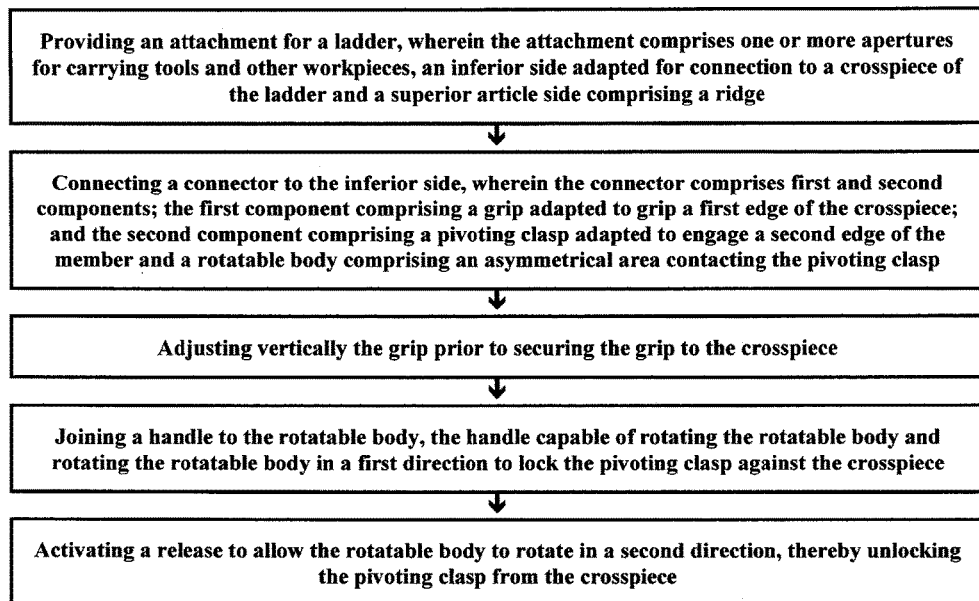 Providing an attachment for a ladder, wherein the attachment comprises one or more apertures
for carrying tools and other workpieces, an inferior side adapted for connection to a crosspiece of
the ladder and a superior article side comprising a ridge
Connecting a connector to the inferior side, wherein the connector comprises first and second
components; the first component comprising a grip adapted to grip a first edge of the crosspiece;
and the second component comprising a pivoting clasp adapted to engage a second edge of the
member and a rotatable body comprising an asymmetrical area contacting the pivoting clasp
Adjusting vertically the grip prior to securing the grip to the crosspiece
Joining a handle to the rotatable body, the handle capable of rotating the rotatable body and
rotating the rotatable body in a first direction to lock the pivoting clasp against the crosspiece
Activating a release to allow the rotatable body to rotate in a second direction, thereby unlocking
the pivoting clasp from the crosspiece